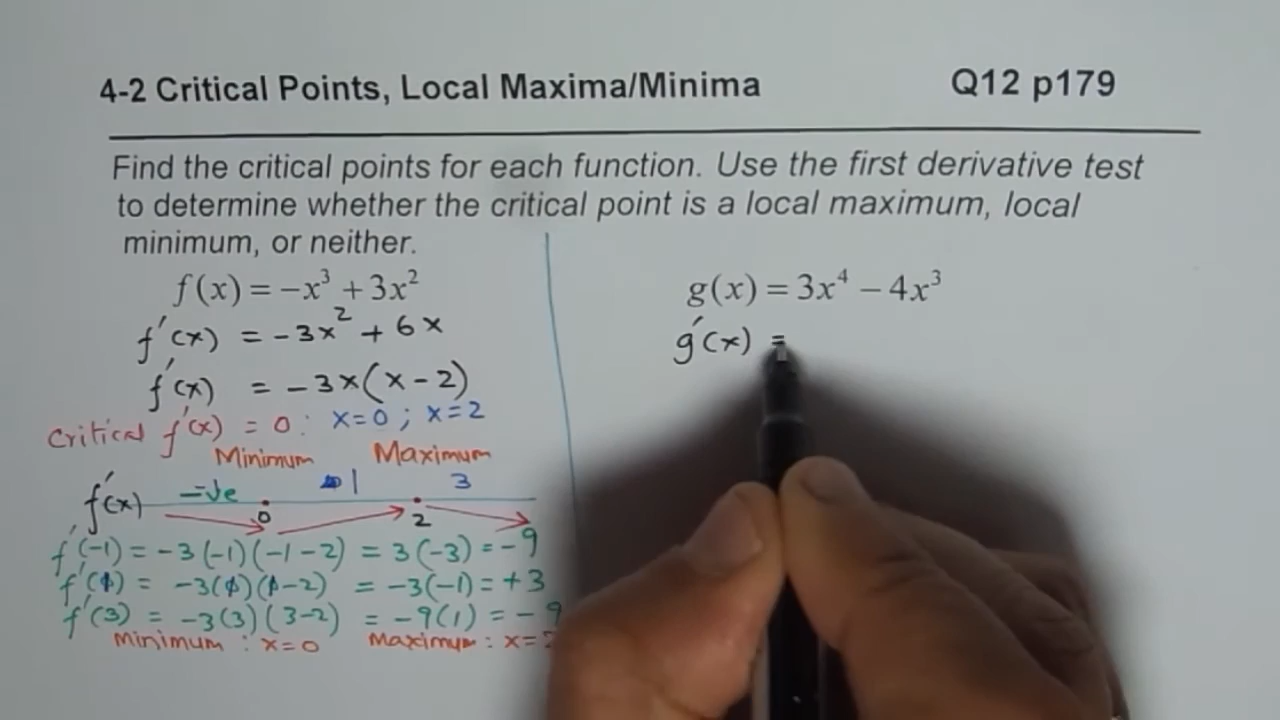 4-2 Critical Points, Local Maxima/Minima Q12 p179
Find the critical points for each function. Use the first derivative test
to determine whether the critical point is a local maximum, local
minimum, or neither.
f(x) = −x³ + 3x²
f′(x) = −3x² + 6x
f′(x) = −3x(x−2)
Critical f′(x) = 0: x=0; x=2
Minimum Maximum
1 3
f′(x) −ve
0 2
f′(−1) = −3(−1)(−1−2) = 3(−3) = −9
f′(1) = −3(1)(1−2) = −3(−1) = +3
f′(3) = −3(3)(3−2) = −9(1) = −9
Minimum : x=0 Maximum : x=2
g(x) = 3x⁴ − 4x³
g′(x) =